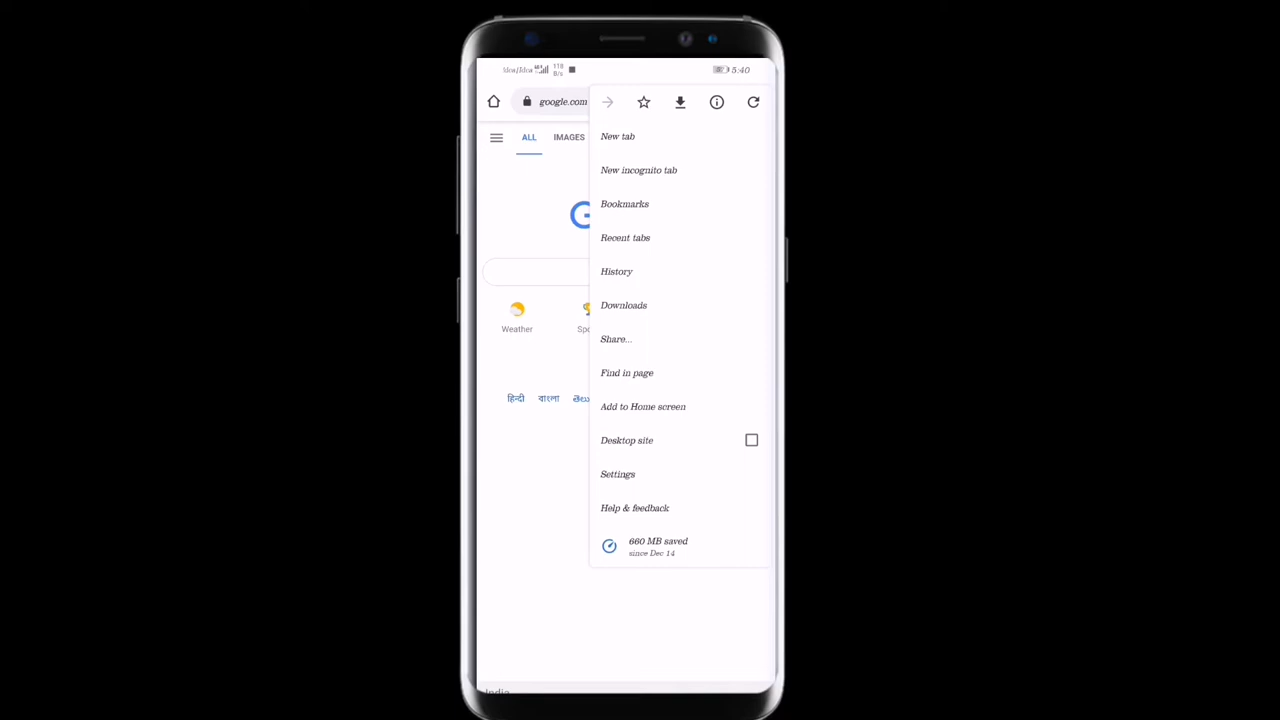 Idea|Idea 1TB B/s 5:40
google.com
ALL IMAGES
New tab
New incognito tab
Bookmarks
Recent tabs
History
Downloads
Weather
Share...
Find in page
हिन्दी বাংলা
Add to Home screen
Desktop site
Settings
Help & feedback
660 MB saved
since Dec 14
India